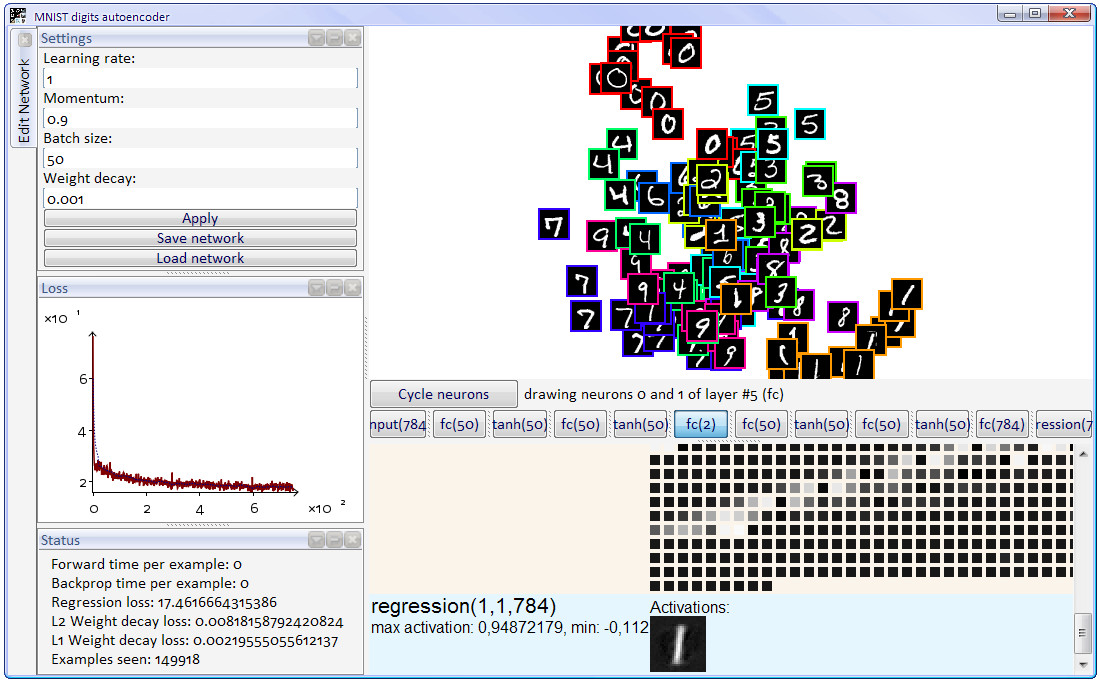 MNIST digits autoencoder
Edit Network
Settings
Learning rate:
1
Momentum:
0.9
Batch size:
50
Weight decay:
0.001
Apply
Save network
Load network
Loss
×10 1
6
4
2
0 2 4 6 ×10 2
Status
Forward time per example: 0
Backprop time per example: 0
Regression loss: 17.4616664315386
L2 Weight decay loss: 0.00818158792420824
L1 Weight decay loss: 0.00219555055612137
Examples seen: 149918
Cycle neurons drawing neurons 0 and 1 of layer #5 (fc)
nput(784 fc(50) tanh(50) fc(50) tanh(50) fc(2) fc(50) tanh(50) fc(50) tanh(50) fc(784) ression(7
regression(1,1,784)
max activation: 0,94872179, min: -0,112
Activations:
1